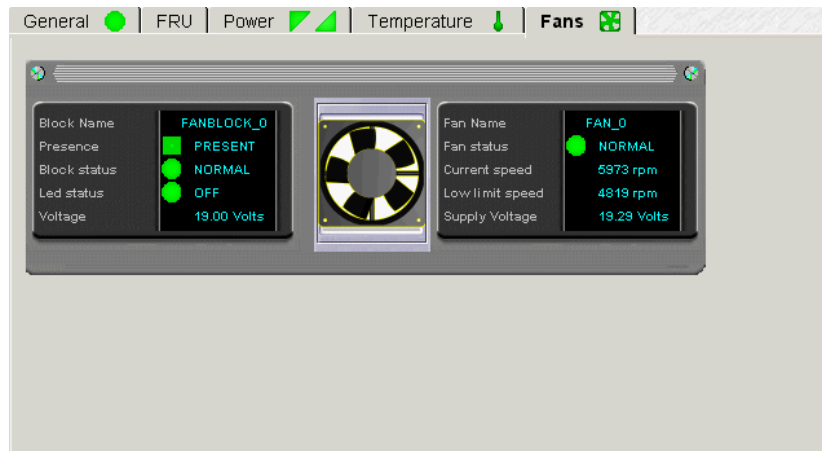 General FRU Power Temperature Fans
Block Name FANBLOCK_0
Presence PRESENT
Block status NORMAL
Led status OFF
Voltage 19.00 Volts
Fan Name FAN_0
Fan status NORMAL
Current speed 5973 rpm
Low limit speed 4819 rpm
Supply Voltage 19.29 Volts